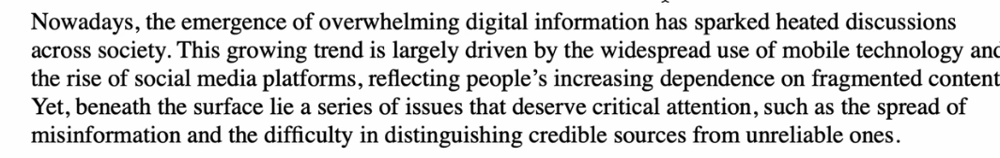 Nowadays, the emergence of overwhelming digital information has sparked heated discussions
across society. This growing trend is largely driven by the widespread use of mobile technology and
the rise of social media platforms, reflecting people's increasing dependence on fragmented content
Yet, beneath the surface lie a series of issues that deserve critical attention, such as the spread of
misinformation and the difficulty in distinguishing credible sources from unreliable ones.